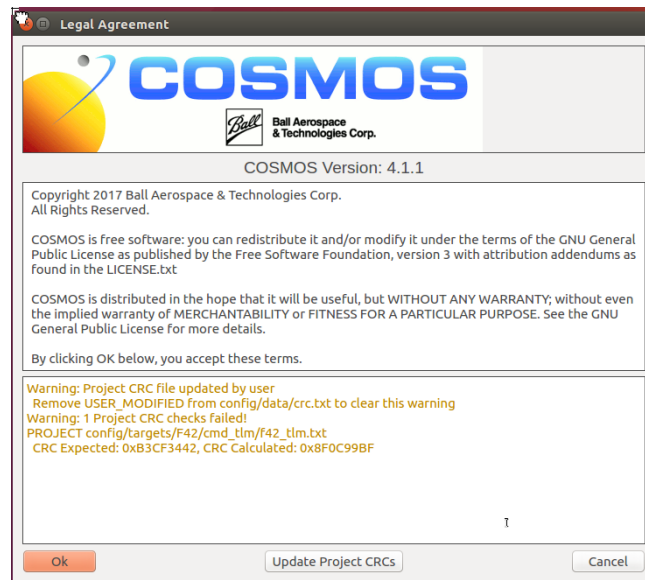 Legal Agreement
COSMOS
Ball
Ball Aerospace
& Technologies Corp.
COSMOS Version: 4.1.1
Copyright 2017 Ball Aerospace & Technologies Corp.
All Rights Reserved.
COSMOS is free software: you can redistribute it and/or modify it under the terms of the GNU General
Public License as published by the Free Software Foundation, version 3 with attribution addendums as
found in the LICENSE.txt
COSMOS is distributed in the hope that it will be useful, but WITHOUT ANY WARRANTY; without even
the implied warranty of MERCHANTABILITY or FITNESS FOR A PARTICULAR PURPOSE. See the GNU
General Public License for more details.
By clicking OK below, you accept these terms.
Warning: Project CRC file updated by user
Remove USER_MODIFIED from config/data/crc.txt to clear this warning
Warning: 1 Project CRC checks failed!
PROJECT config/targets/F42/cmd_tlm/f42_tlm.txt
CRC Expected: 0xB3CF3442, CRC Calculated: 0x8F0C99BF
Ok
Update Project CRCs
Cancel